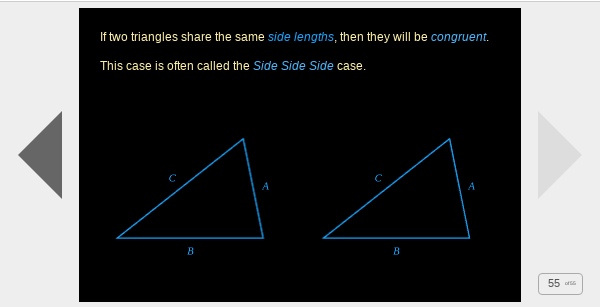 If two triangles share the same side lengths, then they will be congruent.
This case is often called the Side Side Side case.
C
A
B
C
A
B
55 of 55